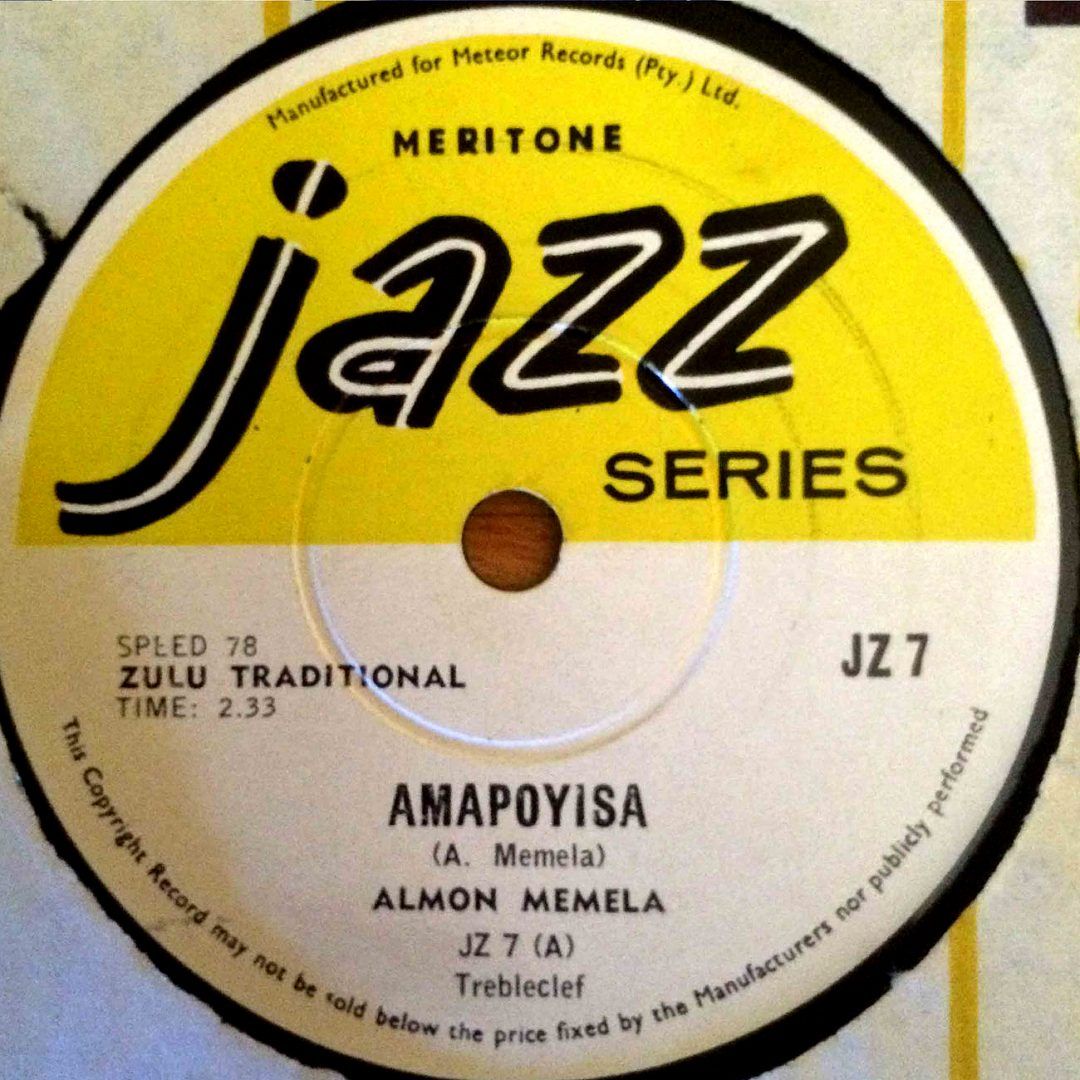 Manufactured for Meteor Records (Pty.) Ltd.
MERITONE
jazz
SERIES
SPEED 78
JZ 7
ZULU TRADITIONAL
TIME: 2.33
AMAPOYISA
(A. Memela)
ALMON MEMELA
JZ 7 (A)
Trebleclef
This Copyright Record may not be sold below the price fixed by the Manufacturers nor publicly performed